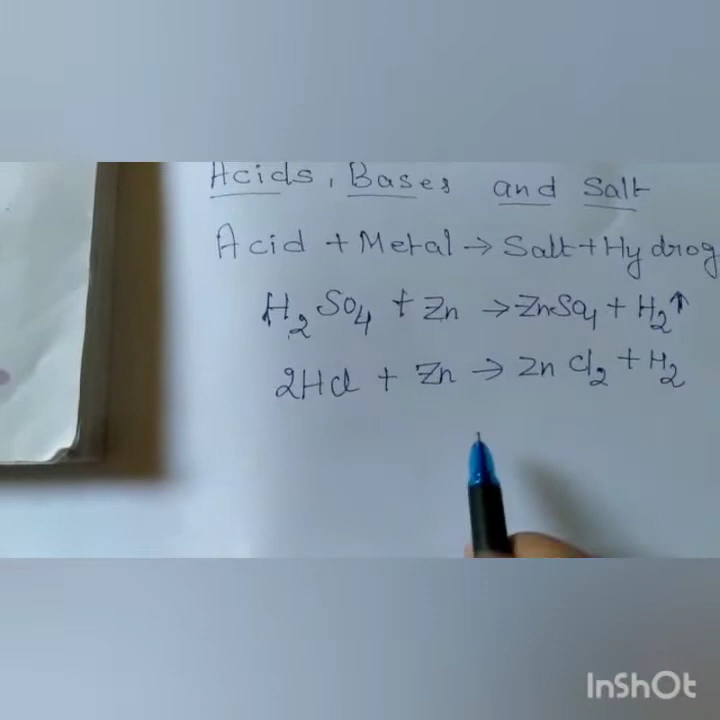 Acids, Bases and Salt
Acid + Metal → Salt + Hydrog
H₂SO₄ + Zn → ZnSO₄ + H₂↑
2HCl + Zn → ZnCl₂ + H₂
InShOt